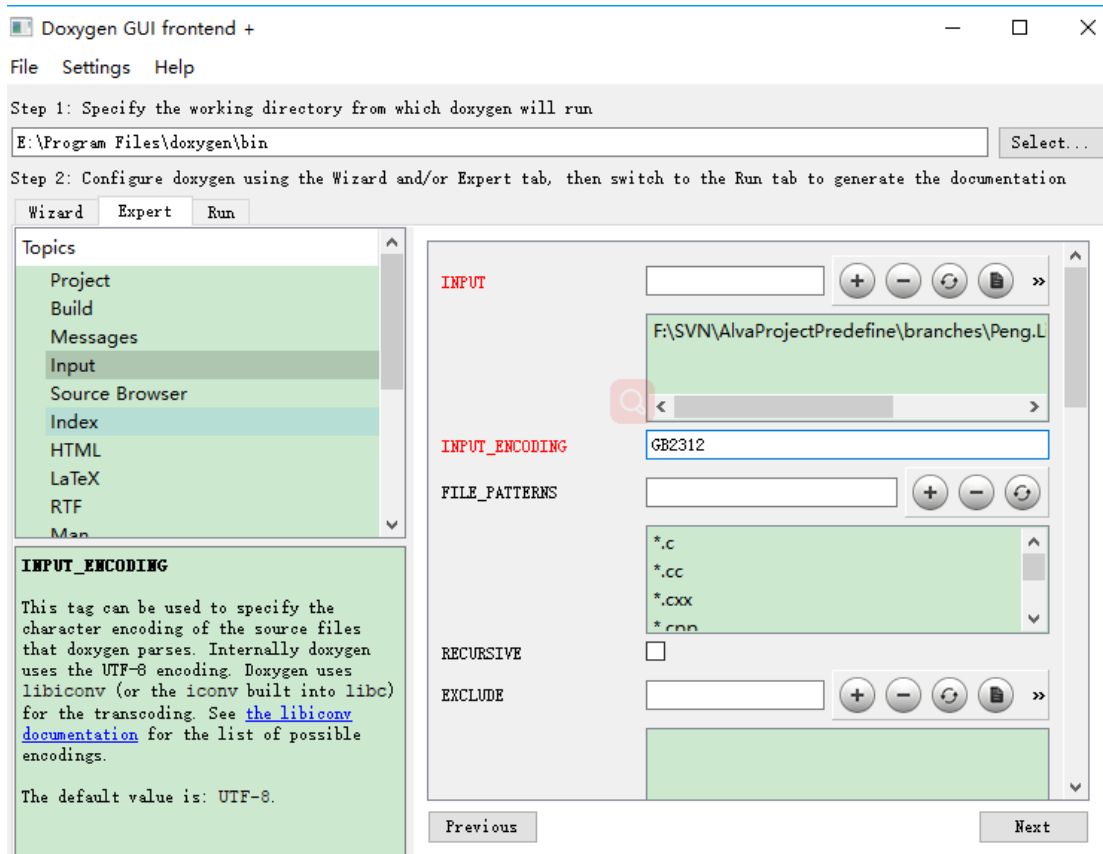 Doxygen GUI frontend +
File Settings Help
Step 1: Specify the working directory from which doxygen will run
E:\Program Files\doxygen\bin
Select...
Step 2: Configure doxygen using the Wizard and/or Expert tab, then switch to the Run tab to generate the documentation
Wizard Expert Run
Topics
Project
Build
Messages
Input
Source Browser
Index
HTML
LaTeX
RTF
Man
INPUT_ENCODING
This tag can be used to specify the
character encoding of the source files
that doxygen parses. Internally doxygen
uses the UTF-8 encoding. Doxygen uses
libiconv (or the iconv built into libc)
for the transcoding. See the libiconv
documentation for the list of possible
encodings.
The default value is: UTF-8.
INPUT
F:\SVN\AlvaProjectPredefine\branches\Peng.Li
INPUT_ENCODING
GB2312
FILE_PATTERNS
*.c
*.cc
*.cxx
*.cpp
RECURSIVE
EXCLUDE
Previous
Next